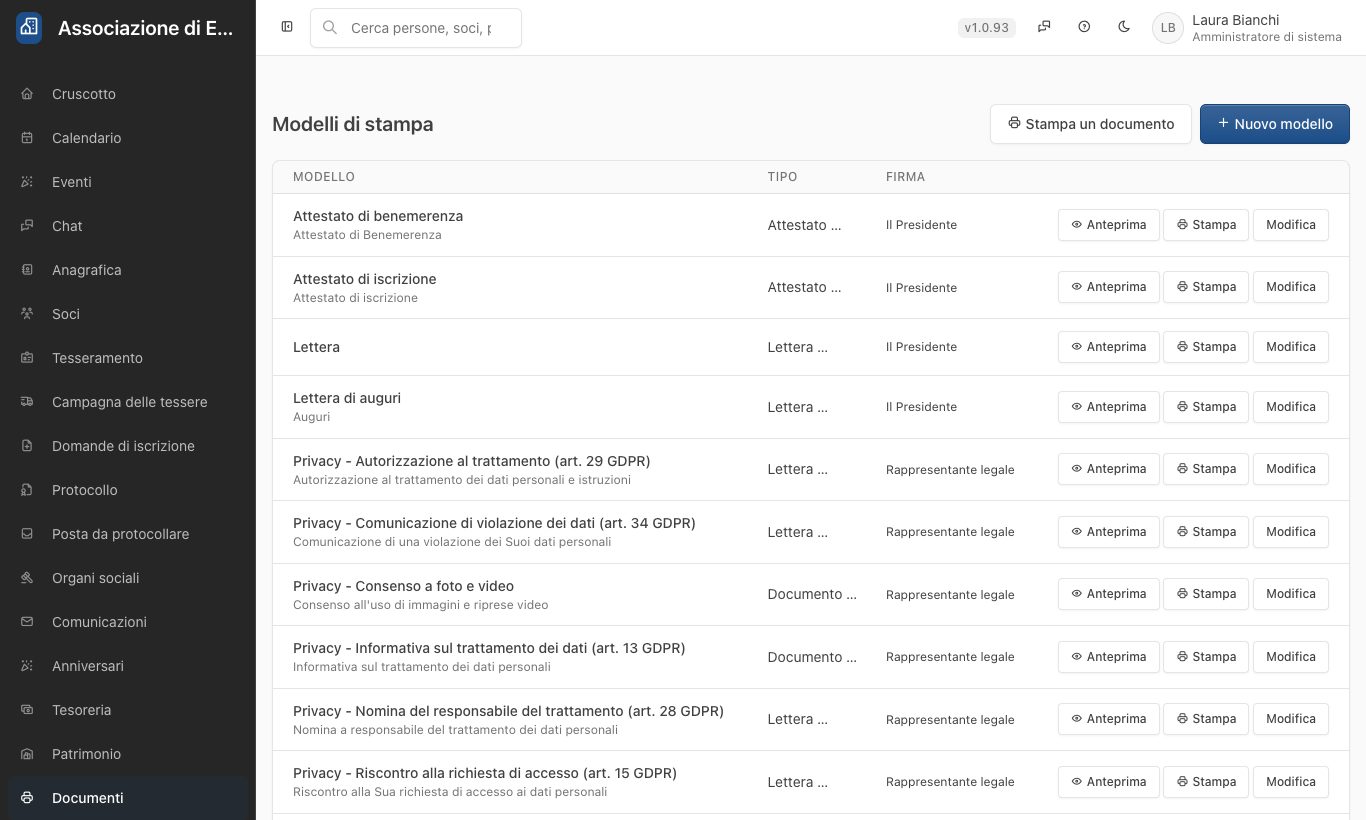 Associazione di E...
Cerca persone, soci, p
v1.0.93
LB
Laura Bianchi
Amministratore di sistema
Cruscotto
Calendario
Eventi
Chat
Anagrafica
Soci
Tesseramento
Campagna delle tessere
Domande di iscrizione
Protocollo
Posta da protocollare
Organi sociali
Comunicazioni
Anniversari
Tesoreria
Patrimonio
Documenti
Modelli di stampa
Stampa un documento
+ Nuovo modello
MODELLO TIPO FIRMA
Attestato di benemerenza
Attestato di Benemerenza
Attestato ... Il Presidente Anteprima Stampa Modifica
Attestato di iscrizione
Attestato di iscrizione
Attestato ... Il Presidente Anteprima Stampa Modifica
Lettera Lettera ... Il Presidente Anteprima Stampa Modifica
Lettera di auguri
Auguri
Lettera ... Il Presidente Anteprima Stampa Modifica
Privacy - Autorizzazione al trattamento (art. 29 GDPR)
Autorizzazione al trattamento dei dati personali e istruzioni
Lettera ... Rappresentante legale Anteprima Stampa Modifica
Privacy - Comunicazione di violazione dei dati (art. 34 GDPR)
Comunicazione di una violazione dei Suoi dati personali
Lettera ... Rappresentante legale Anteprima Stampa Modifica
Privacy - Consenso a foto e video
Consenso all'uso di immagini e riprese video
Documento ... Rappresentante legale Anteprima Stampa Modifica
Privacy - Informativa sul trattamento dei dati (art. 13 GDPR)
Informativa sul trattamento dei dati personali
Documento ... Rappresentante legale Anteprima Stampa Modifica
Privacy - Nomina del responsabile del trattamento (art. 28 GDPR)
Nomina a responsabile del trattamento dei dati personali
Lettera ... Rappresentante legale Anteprima Stampa Modifica
Privacy - Riscontro alla richiesta di accesso (art. 15 GDPR)
Riscontro alla Sua richiesta di accesso ai dati personali
Lettera ... Rappresentante legale Anteprima Stampa Modifica